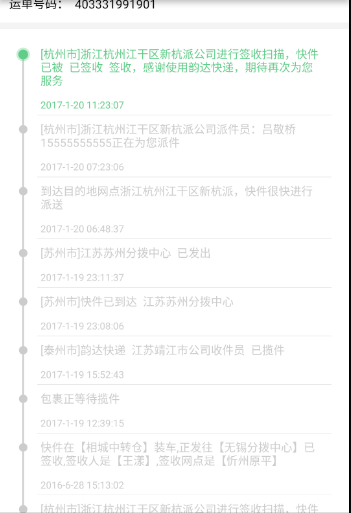 运单号码： 403331991901
[杭州市]浙江杭州江干区新杭派公司进行签收扫描，快件
已被 已签收 签收，感谢使用韵达快递，期待再次为您
服务
2017-1-20 11:23:07
[杭州市]浙江杭州江干区新杭派公司派件员：吕敬桥
15555555555正在为您派件
2017-1-20 07:23:06
到达目的地网点浙江杭州江干区新杭派，快件很快进行
派送
2017-1-20 06:48:37
[苏州市]江苏苏州分拨中心 已发出
2017-1-19 23:11:37
[苏州市]快件已到达 江苏苏州分拨中心
2017-1-19 23:08:06
[泰州市]韵达快递 江苏靖江市公司收件员 已揽件
2017-1-19 15:52:43
包裹正等待揽件
2017-1-19 12:39:15
快件在【相城中转仓】装车,正发往【无锡分拨中心】已
签收,签收人是【王漾】,签收网点是【忻州原平】
2016-6-28 15:13:02
[杭州市]浙江杭州江干区新杭派公司进行签收扫描，快件